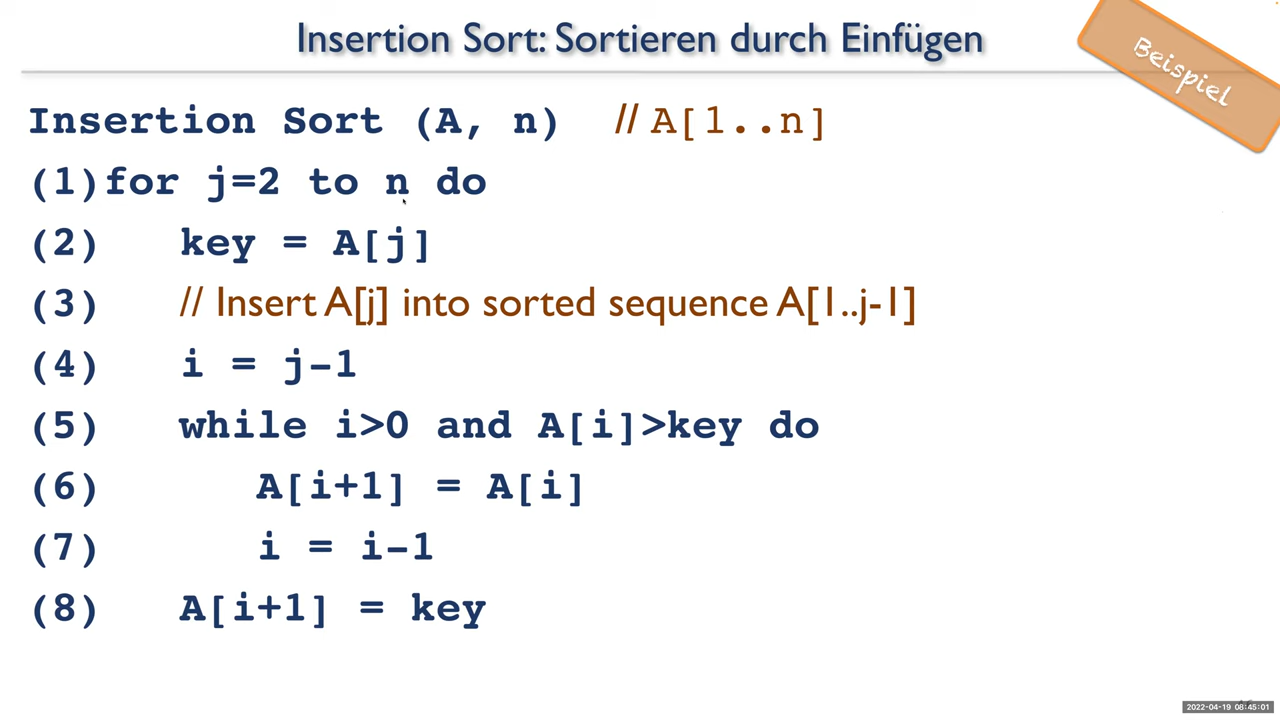 Insertion Sort: Sortieren durch Einfügen
Beispiel
Insertion Sort (A, n) // A[1..n]
(1)for j=2 to n do
(2) key = A[j]
(3) // Insert A[j] into sorted sequence A[1..j-1]
(4) i = j-1
(5) while i>0 and A[i]>key do
(6) A[i+1] = A[i]
(7) i = i-1
(8) A[i+1] = key
2022-04-19 08:45:01